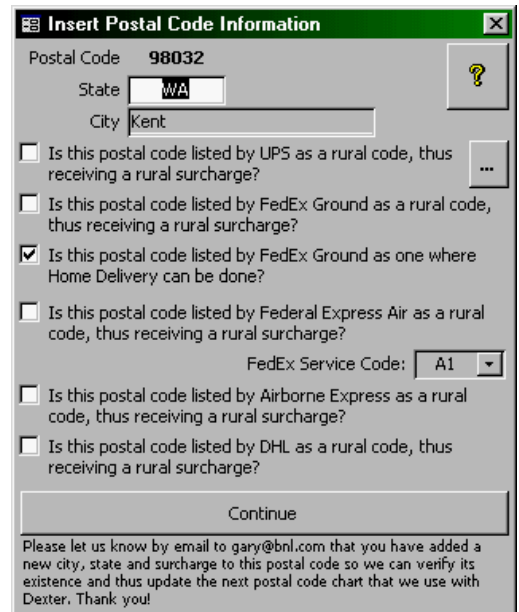 Insert Postal Code Information
Postal Code 98032
?
State WA
City Kent
Is this postal code listed by UPS as a rural code, thus
receiving a rural surcharge?
...
Is this postal code listed by FedEx Ground as a rural code,
thus receiving a rural surcharge?
Is this postal code listed by FedEx Ground as one where
Home Delivery can be done?
Is this postal code listed by Federal Express Air as a rural
code, thus receiving a rural surcharge?
FedEx Service Code: A1
Is this postal code listed by Airborne Express as a rural
code, thus receiving a rural surcharge?
Is this postal code listed by DHL as a rural code, thus
receiving a rural surcharge?
Continue
Please let us know by email to gary@bnl.com that you have added a
new city, state and surcharge to this postal code so we can verify its
existence and thus update the next postal code chart that we use with
Dexter. Thank you!